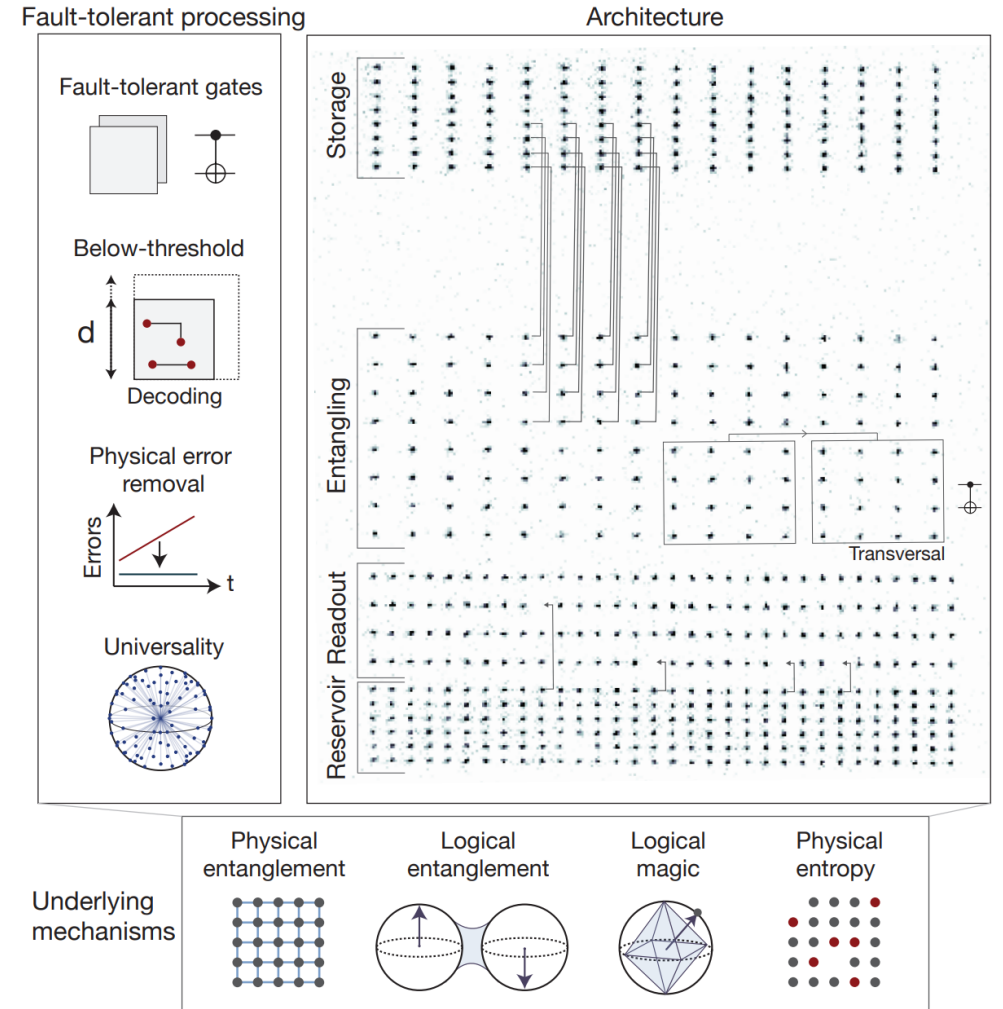 Fault-tolerant processing
Architecture
Fault-tolerant gates
Below-threshold
d
Decoding
Physical error
removal
Errors
t
Universality
Storage
Entangling
Transversal
Readout
Reservoir
Underlying
mechanisms
Physical
entanglement
Logical
entanglement
Logical
magic
Physical
entropy